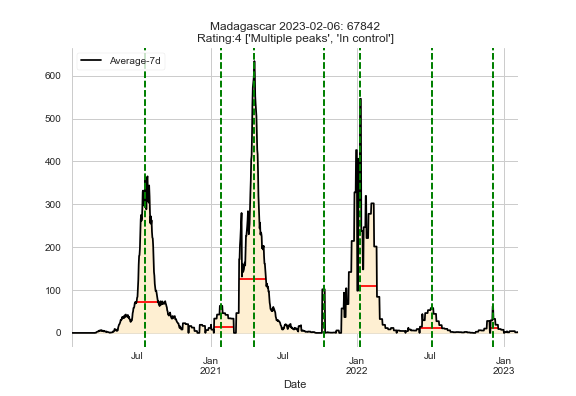 Madagascar 2023-02-06: 67842
Rating:4 ['Multiple peaks', 'In control']
Average-7d
600
500
400
300
200
100
0
Jul
Jan
2021
Jul
Jan
2022
Jul
Jan
2023
Date